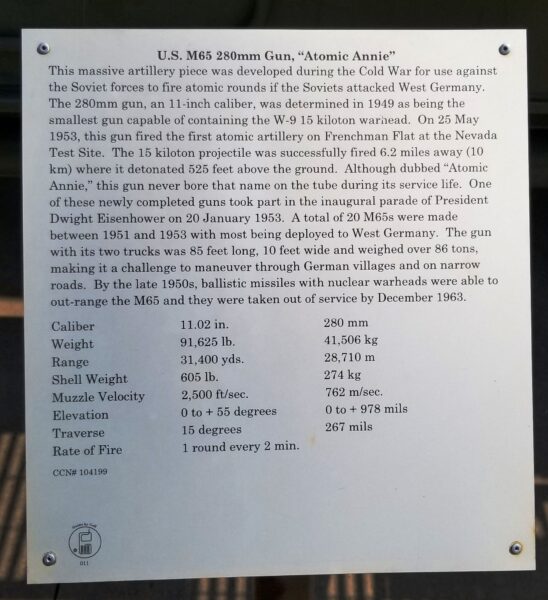 U.S. M65 280mm Gun, “Atomic Annie”
This massive artillery piece was developed during the Cold War for use against
the Soviet forces to fire atomic rounds if the Soviets attacked West Germany.
The 280mm gun, an 11-inch caliber, was determined in 1949 as being the
smallest gun capable of containing the W-9 15 kiloton warhead.  On 25 May
1953, this gun fired the first atomic artillery on Frenchman Flat at the Nevada
Test Site.  The 15 kiloton projectile was successfully fired 6.2 miles away (10
km) where it detonated 525 feet above the ground.  Although dubbed “Atomic
Annie,” this gun never bore that name on the tube during its service life.  One
of these newly completed guns took part in the inaugural parade of President
Dwight Eisenhower on 20 January 1953.  A total of 20 M65s were made
between 1951 and 1953 with most being deployed to West Germany.  The gun
with its two trucks was 85 feet long, 10 feet wide and weighed over 86 tons,
making it a challenge to maneuver through German villages and on narrow
roads.  By the late 1950s, ballistic missiles with nuclear warheads were able to
out-range the M65 and they were taken out of service by December 1963.
Caliber 11.02 in. 280 mm
Weight 91,625 lb. 41,506 kg
Range 31,400 yds. 28,710 m
Shell Weight 605 lb. 274 kg
Muzzle Velocity 2,500 ft/sec. 762 m/sec.
Elevation 0 to + 55 degrees 0 to + 978 mils
Traverse 15 degrees 267 mils
Rate of Fire 1 round every 2 min.
CCN# 104199
011